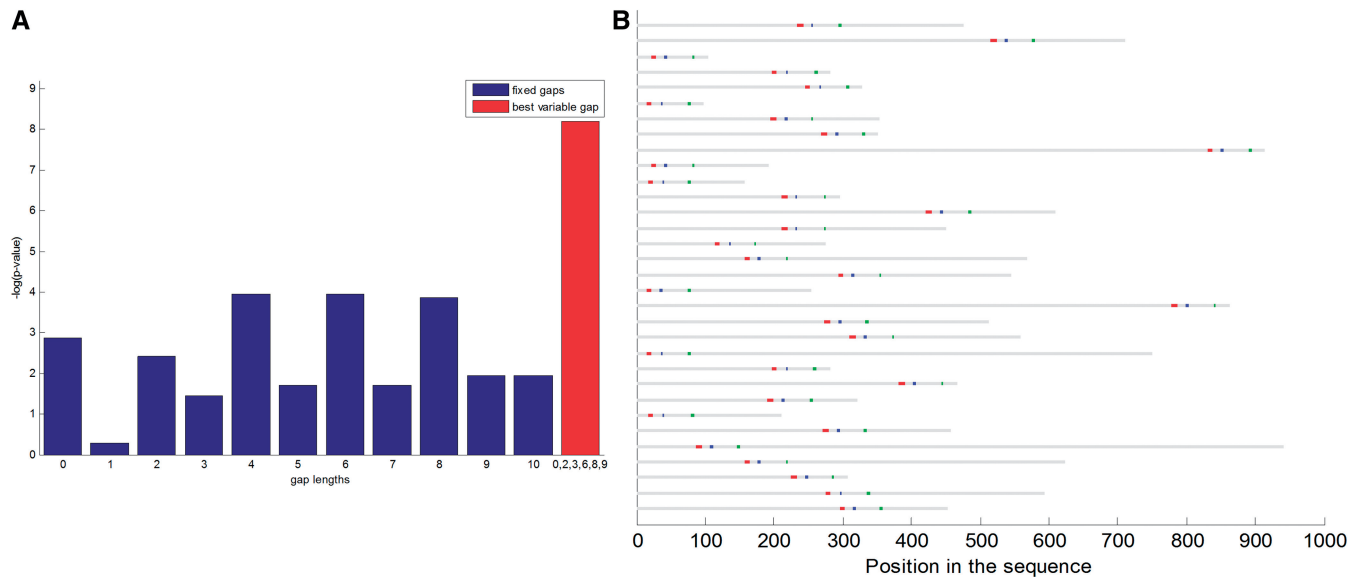 A
fixed gaps
best variable gap
9
8
7
6
5
4
3
2
1
0
-log(p-value)
0 1 2 3 4 5 6 7 8 9 10 0,2,3,6,8,9
gap lengths
B
0 100 200 300 400 500 600 700 800 900 1000
Position in the sequence